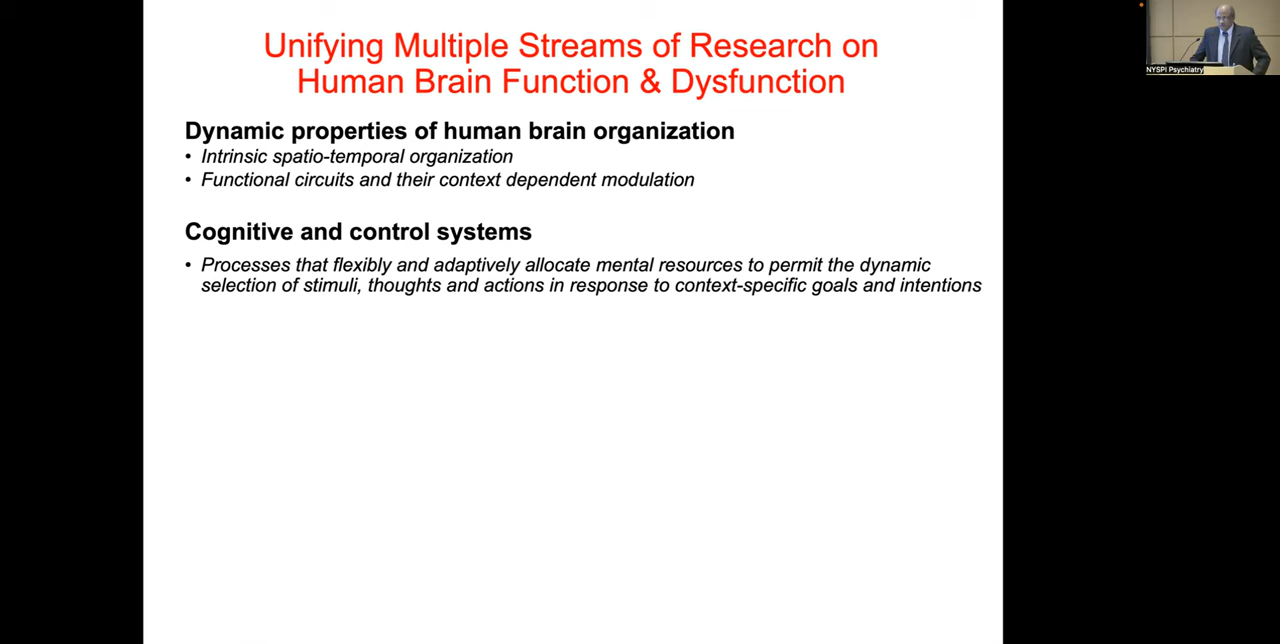 Unifying Multiple Streams of Research on
Human Brain Function & Dysfunction
Dynamic properties of human brain organization
• Intrinsic spatio-temporal organization
• Functional circuits and their context dependent modulation
Cognitive and control systems
• Processes that flexibly and adaptively allocate mental resources to permit the dynamic
selection of stimuli, thoughts and actions in response to context-specific goals and intentions
NYSPI Psychiatry